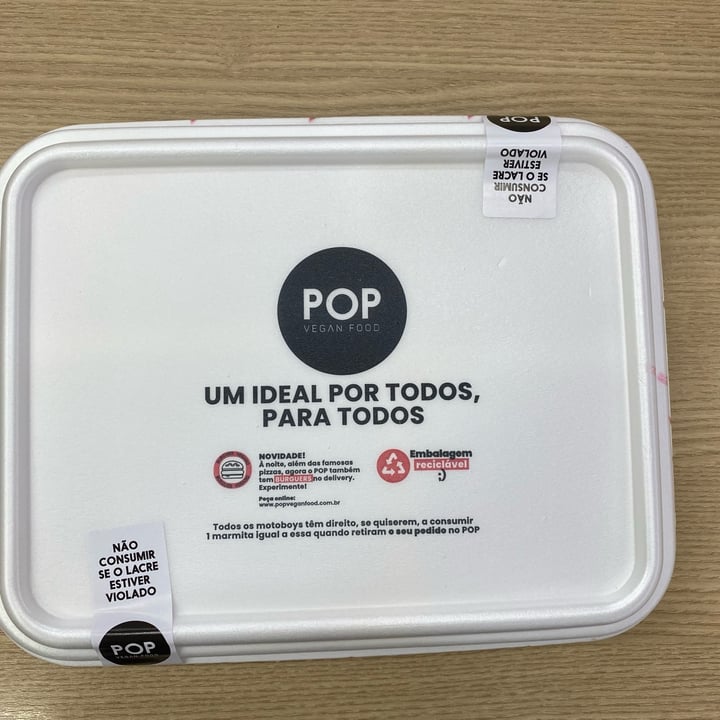 POP
NÃO
CONSUMIR
SE O LACRE
ESTIVER
VIOLADO
POP
VEGAN FOOD
UM IDEAL POR TODOS,
PARA TODOS
NOVIDADE!
À noite, além das famosas
pizzas, agora o POP também
tem BURGUERS no delivery.
Experimente!
Peça online:
www.popveganfood.com.br
Embalagem
reciclável
:)
Todos os motoboys têm direito, se quiserem, a consumir
1 marmita igual a essa quando retiram o seu pedido no POP
NÃO
CONSUMIR
SE O LACRE
ESTIVER
VIOLADO
POP
VEGAN FOOD